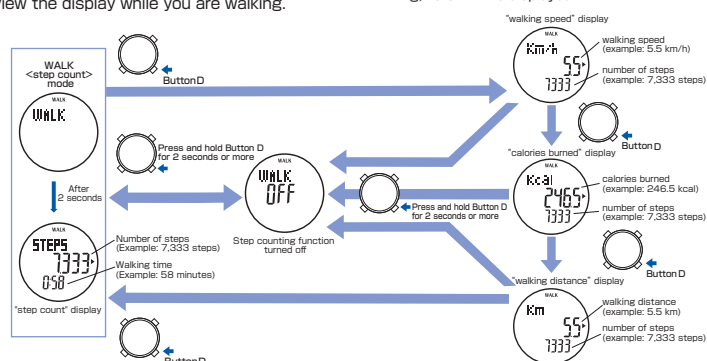 view the display while you are walking.
WALK
<step count>
mode
WALK
WALK
After
2 seconds
WALK
STEPS
7333
0:58
Number of steps
(Example: 7,333 steps)
Walking time
(Example: 58 minutes)
"step count" display
Button D
Press and hold Button D
for 2 seconds or more
WALK
WALK
OFF
Step counting function
turned off
Press and hold Button D
for 2 seconds or more
Button D
"walking speed" display
WALK
Km/h
5.5
7333
walking speed
(example: 5.5 km/h)
number of steps
(example: 7,333 steps)
Button D
"calories burned" display
WALK
Kcal
246.5
7333
calories burned
(example: 246.5 kcal)
number of steps
(example: 7,333 steps)
Button D
"walking distance" display
WALK
Km
5.5
7333
walking distance
(example: 5.5 km)
number of steps
(example: 7,333 steps)